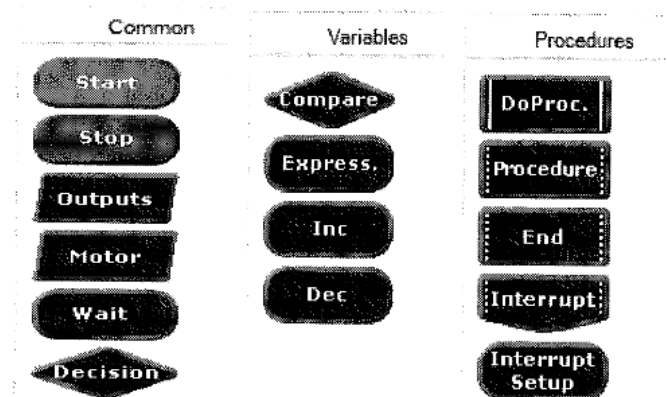 Common
Start
Stop
Outputs
Motor
Wait
Decision
Variables
Compare
Express.
Inc
Dec
Procedures
DoProc.
Procedure
End
Interrupt
Interrupt
Setup